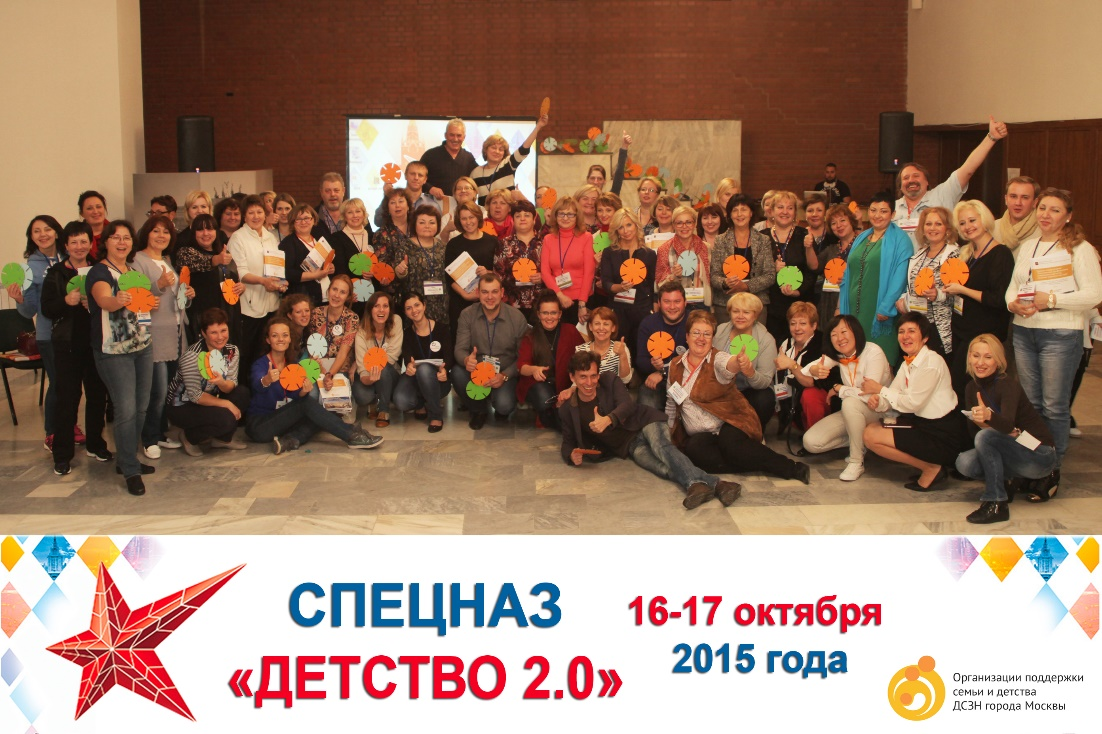 СПЕЦНАЗ
«ДЕТСТВО 2.0»
16-17 октября
2015 года
Организации поддержки
семьи и детства
ДСЗН города Москвы